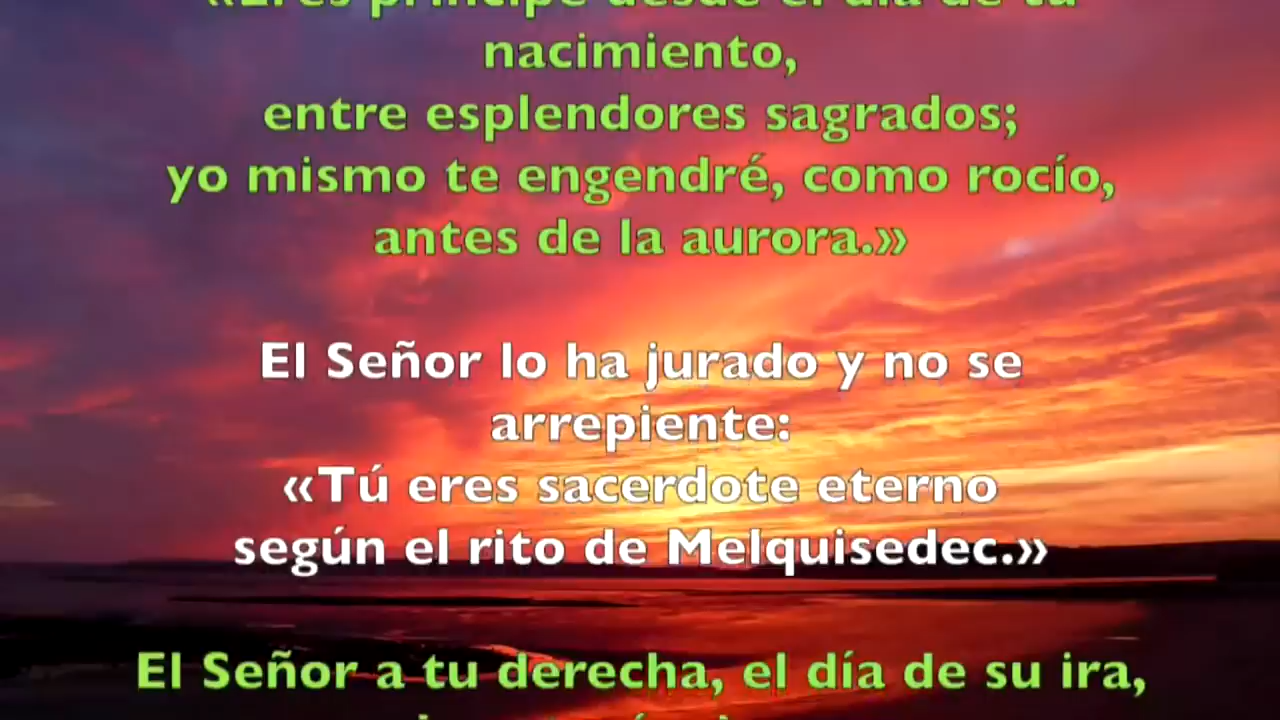 «Eres príncipe desde el día de tu
nacimiento,
entre esplendores sagrados;
yo mismo te engendré, como rocío,
antes de la aurora.»
El Señor lo ha jurado y no se
arrepiente:
«Tú eres sacerdote eterno
según el rito de Melquisedec.»
El Señor a tu derecha, el día de su ira,